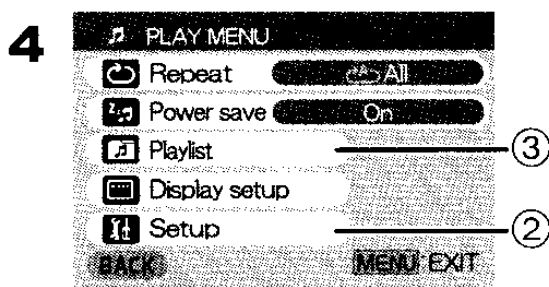 4
PLAY MENU
Repeat All
Power save On
Playlist ③
Display setup
Setup ②
BACK MENU EXIT